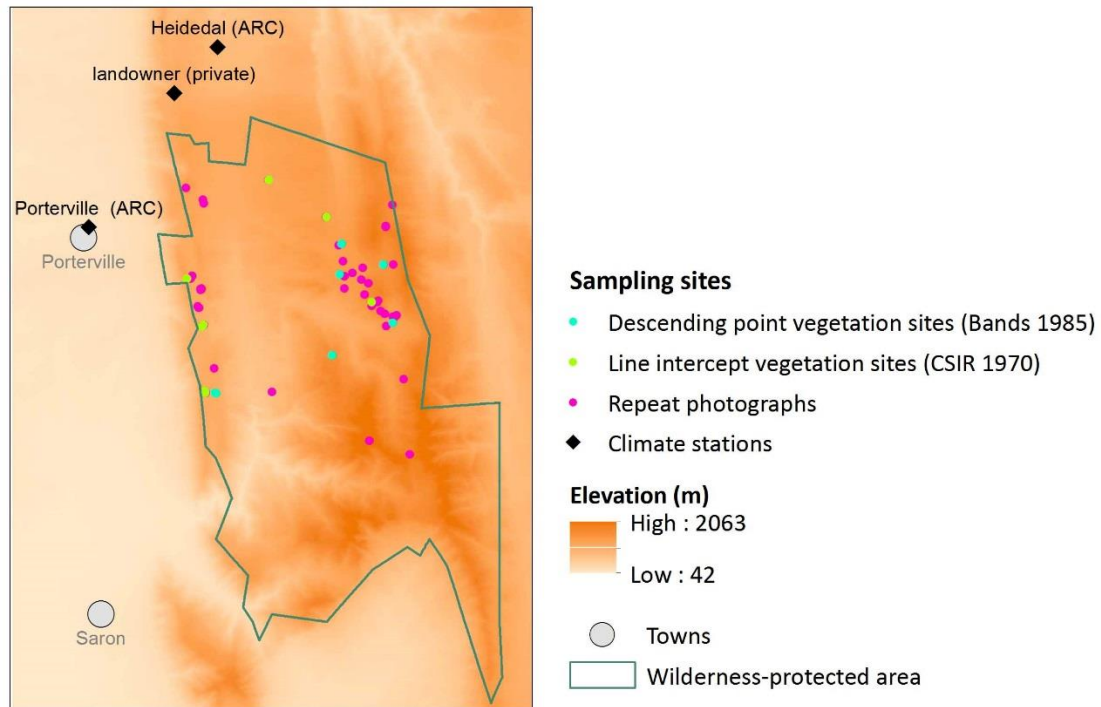 Heidedal (ARC)
landowner (private)
Porterville (ARC)
Porterville
Saron
Sampling sites
Descending point vegetation sites (Bands 1985)
Line intercept vegetation sites (CSIR 1970)
Repeat photographs
Climate stations
Elevation (m)
High : 2063
Low : 42
Towns
Wilderness-protected area